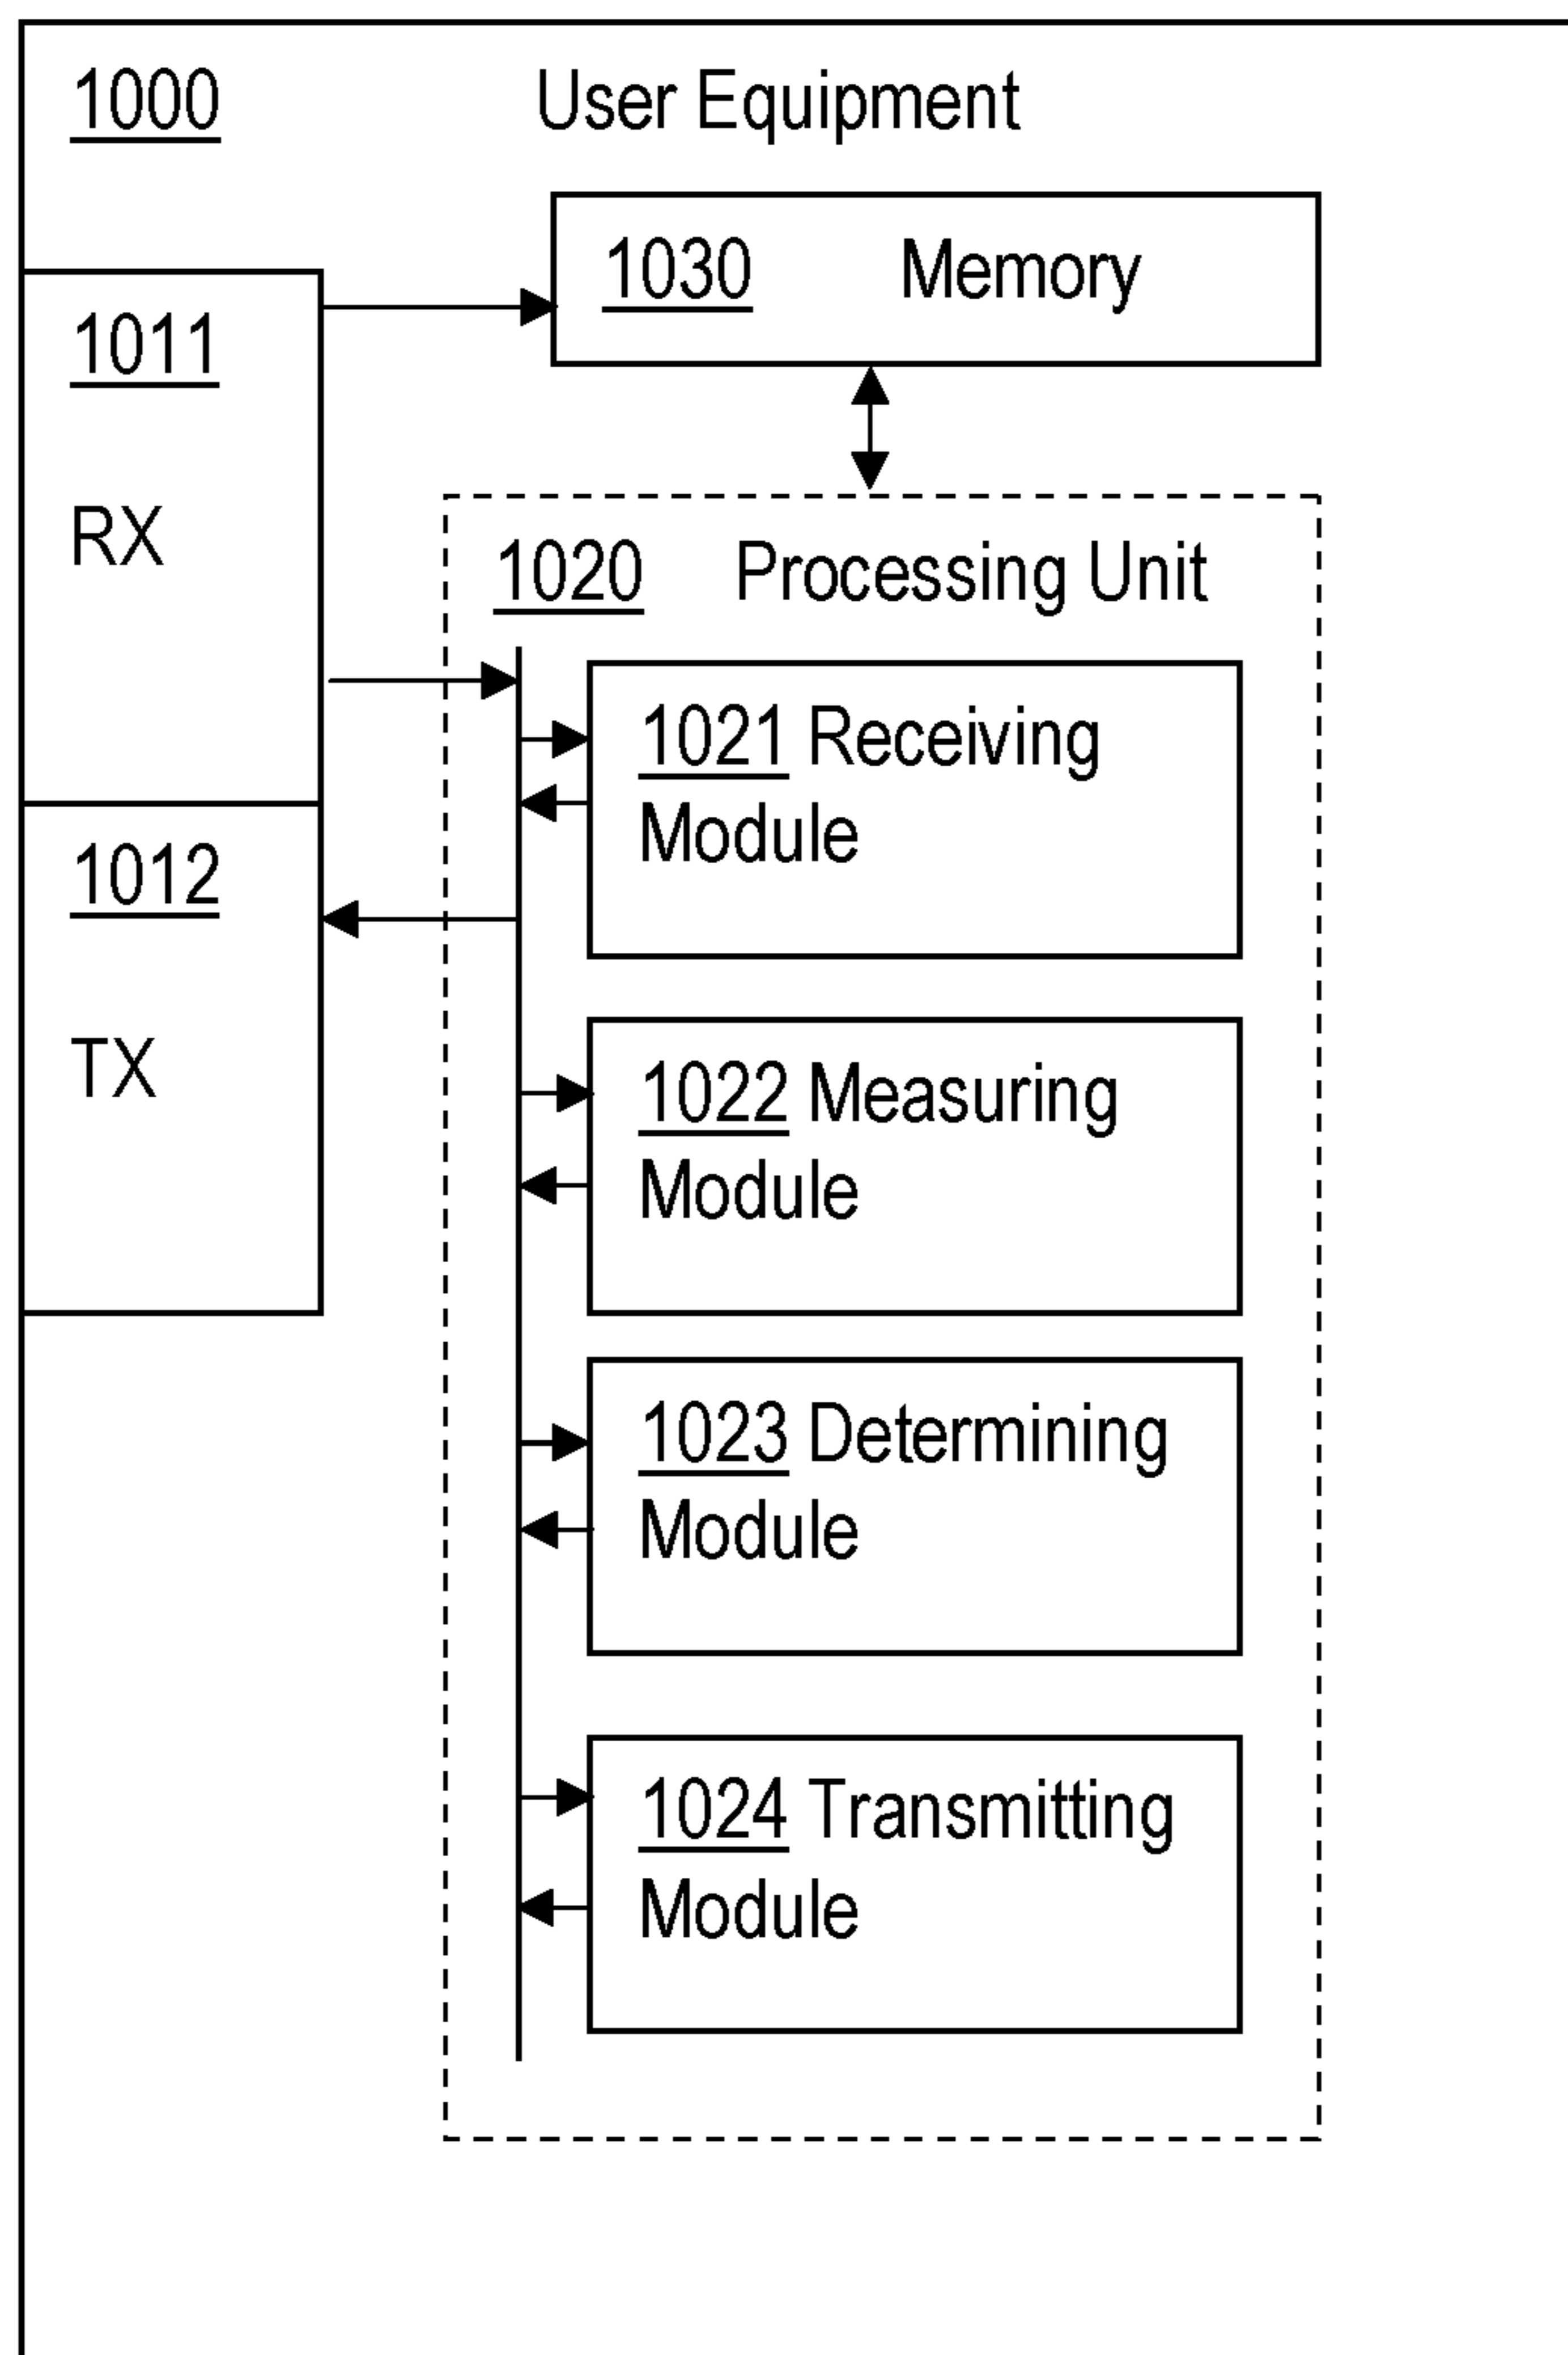 1000 User Equipment
1030 Memory
1011
RX
1020 Processing Unit
1021 Receiving
Module
1012
TX
1022 Measuring
Module
1023 Determining
Module
1024 Transmitting
Module